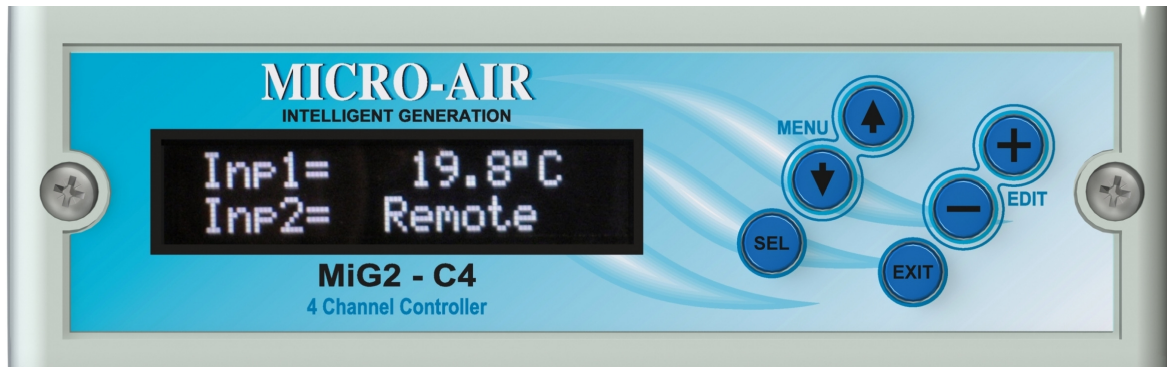 MICRO-AIR
INTELLIGENT GENERATION
Inp1= 19.8°C
Inp2= Remote
MiG2 - C4
4 Channel Controller
MENU
EDIT
SEL
EXIT